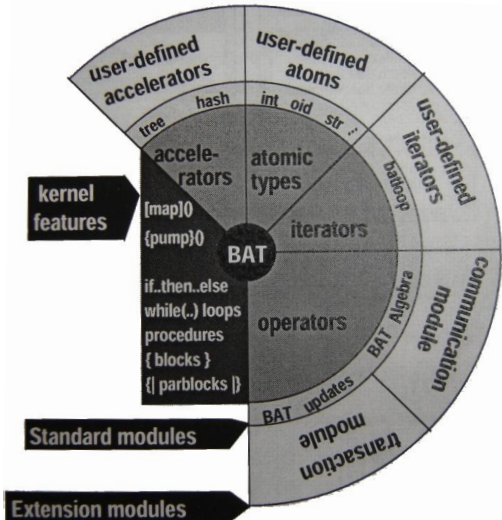 user-defined
accelerators
user-defined
atoms
user-defined
iterators
communication
module
transaction
module
tree hash
int oid str ..
batloop
BAT Algebra
BAT updates
accele-
rators
atomic
types
iterators
operators
BAT
kernel
features
[map]()
{pump}()
if..then..else
while(..) loops
procedures
{ blocks }
{| parblocks |}
Standard modules
Extension modules